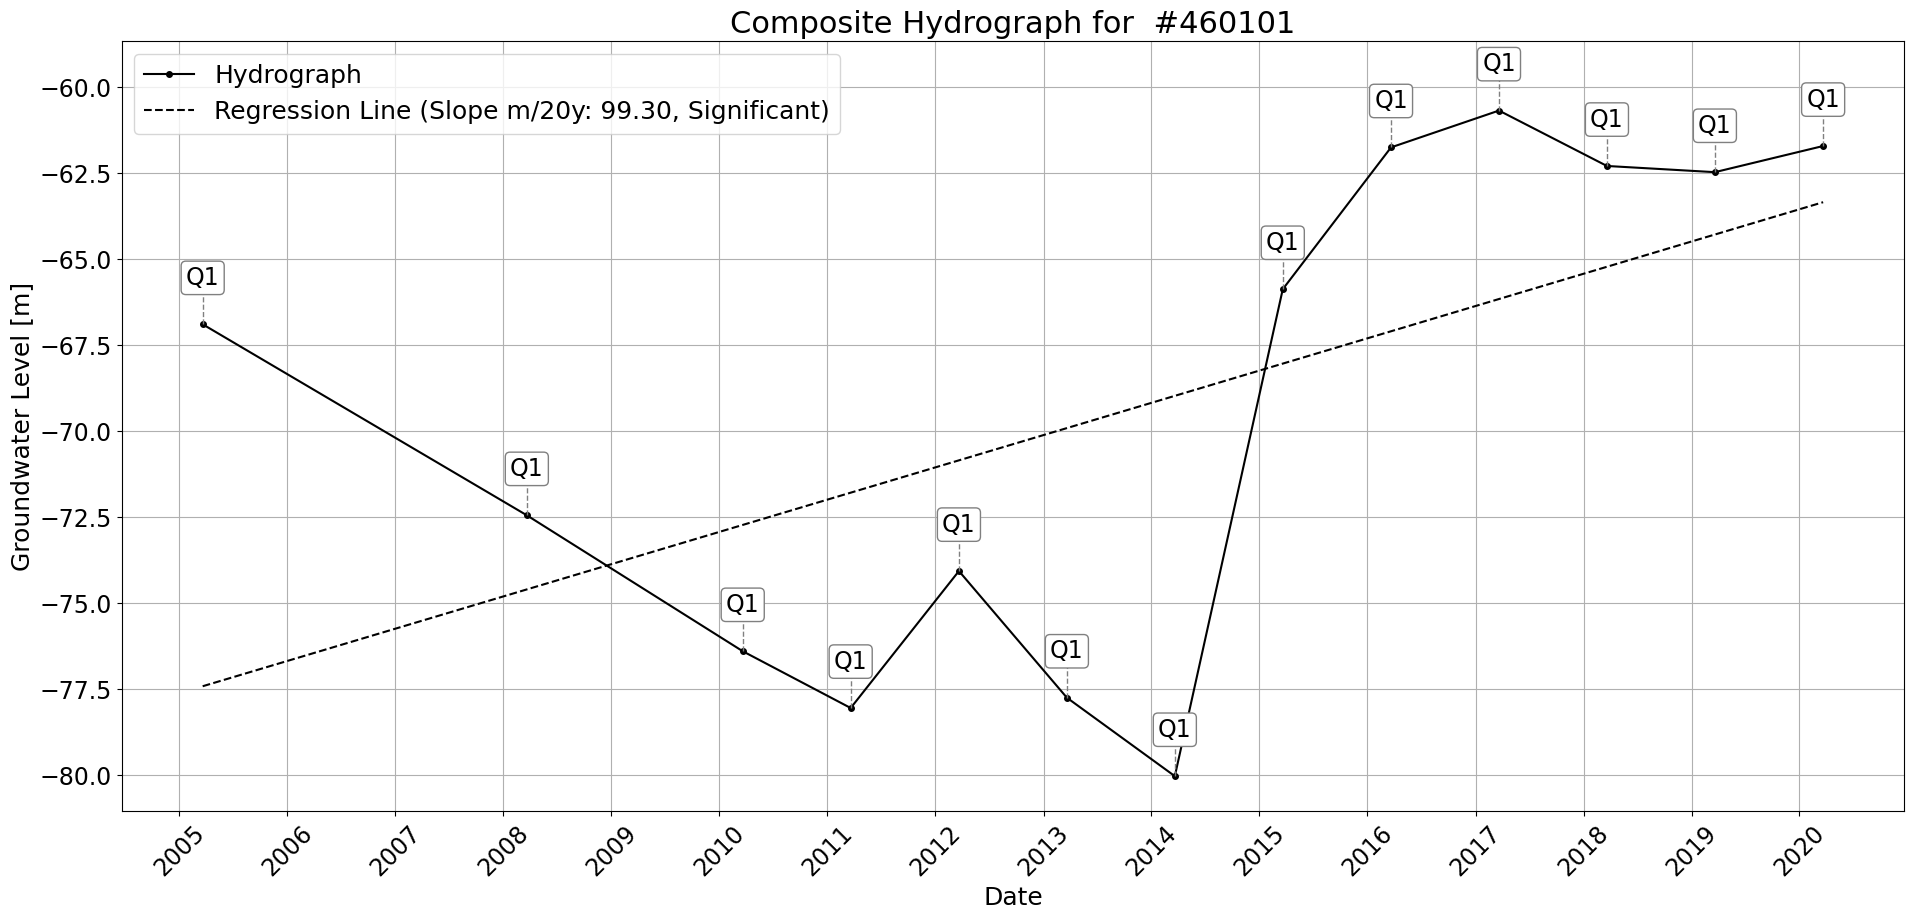 Composite Hydrograph for  #460101
Hydrograph
Regression Line (Slope m/20y: 99.30, Significant)
Groundwater Level [m]
−60.0
−62.5
−65.0
−67.5
−70.0
−72.5
−75.0
−77.5
−80.0
Q1
Q1
Q1
Q1
Q1
Q1
Q1
Q1
Q1
Q1
Q1
Q1
Q1
2005
2006
2007
2008
2009
2010
2011
2012
2013
2014
2015
2016
2017
2018
2019
2020
Date